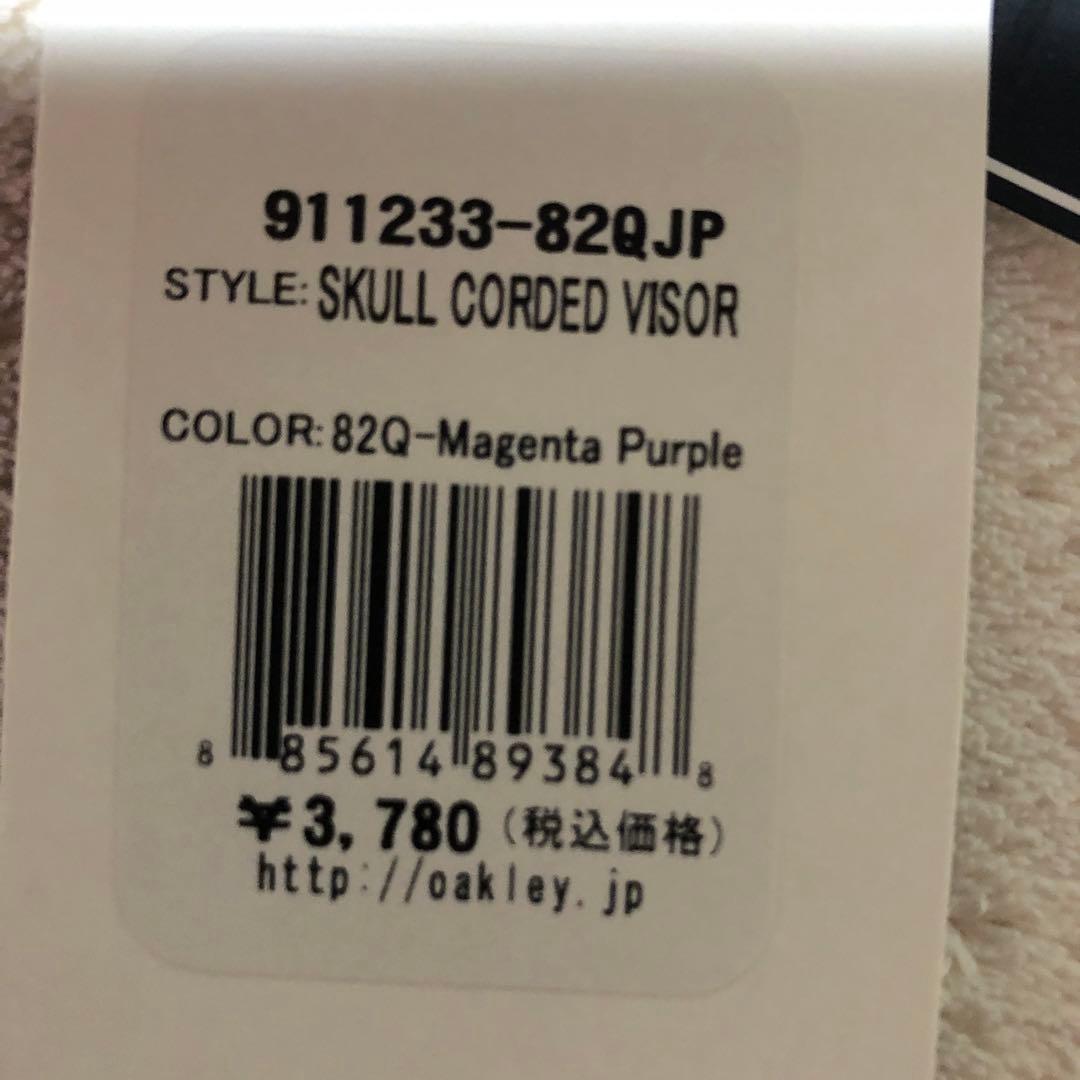 911233-82QJP
STYLE: SKULL CORDED VISOR
COLOR: 82Q-Magenta Purple
8 85614 89384 8
¥3,780 (税込価格)
http://oakley.jp